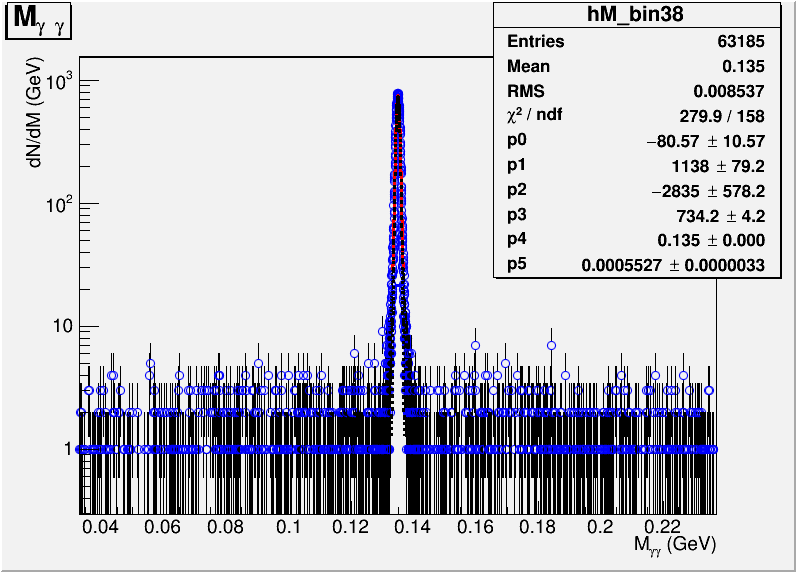 Mγ γ
hM_bin38
Entries 63185
Mean 0.135
RMS 0.008537
χ² / ndf 279.9 / 158
p0 −80.57 ± 10.57
p1 1138 ± 79.2
p2 −2835 ± 578.2
p3 734.2 ± 4.2
p4 0.135 ± 0.000
p5 0.0005527 ± 0.0000033
dN/dM (GeV)
10³
10²
10
1
0.04 0.06 0.08 0.1 0.12 0.14 0.16 0.18 0.2 0.22
Mγγ (GeV)